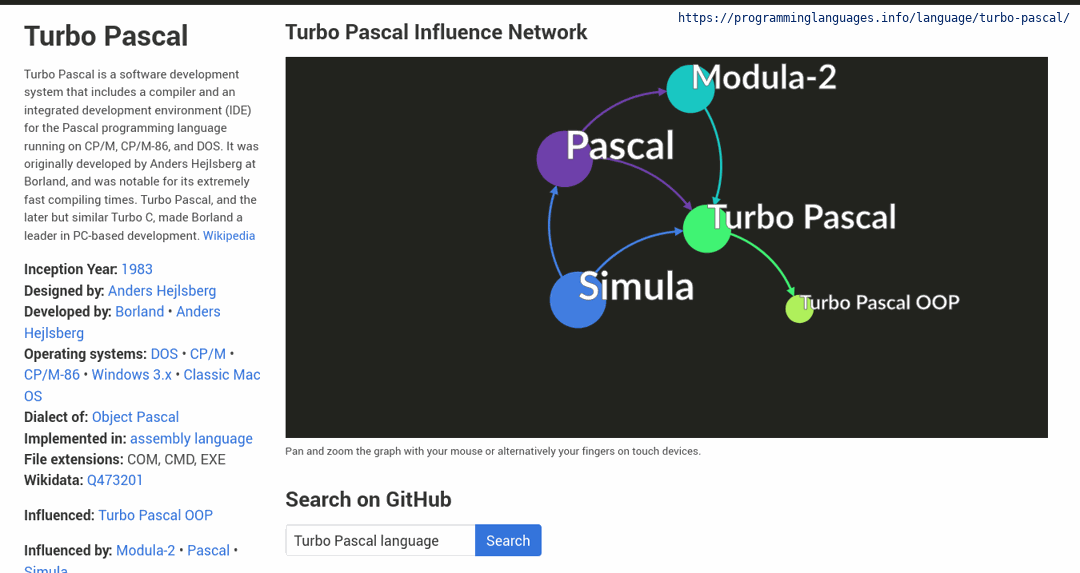 https://programminglanguages.info/language/turbo-pascal/
Turbo Pascal
Turbo Pascal is a software development
system that includes a compiler and an
integrated development environment (IDE)
for the Pascal programming language
running on CP/M, CP/M-86, and DOS. It was
originally developed by Anders Hejlsberg at
Borland, and was notable for its extremely
fast compiling times. Turbo Pascal, and the
later but similar Turbo C, made Borland a
leader in PC-based development. Wikipedia
Inception Year: 1983
Designed by: Anders Hejlsberg
Developed by: Borland • Anders
Hejlsberg
Operating systems: DOS • CP/M •
CP/M-86 • Windows 3.x • Classic Mac
OS
Dialect of: Object Pascal
Implemented in: assembly language
File extensions: COM, CMD, EXE
Wikidata: Q473201
Influenced: Turbo Pascal OOP
Influenced by: Modula-2 • Pascal •
Simula
Turbo Pascal Influence Network
Modula-2
Pascal
Turbo Pascal
Simula
Turbo Pascal OOP
Pan and zoom the graph with your mouse or alternatively your fingers on touch devices.
Search on GitHub
Turbo Pascal language
Search